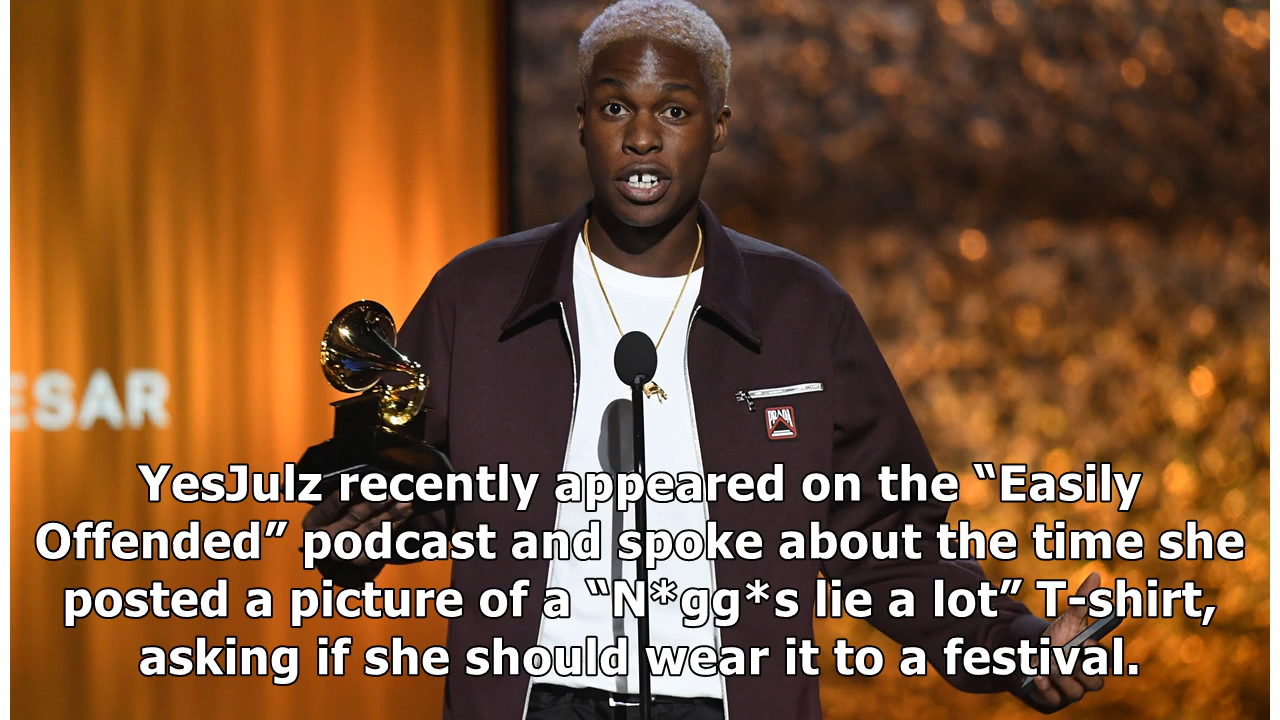 ESAR
PRADA
YesJulz recently appeared on the “Easily
Offended” podcast and spoke about the time she
posted a picture of a “N*gg*s lie a lot” T-shirt,
asking if she should wear it to a festival.